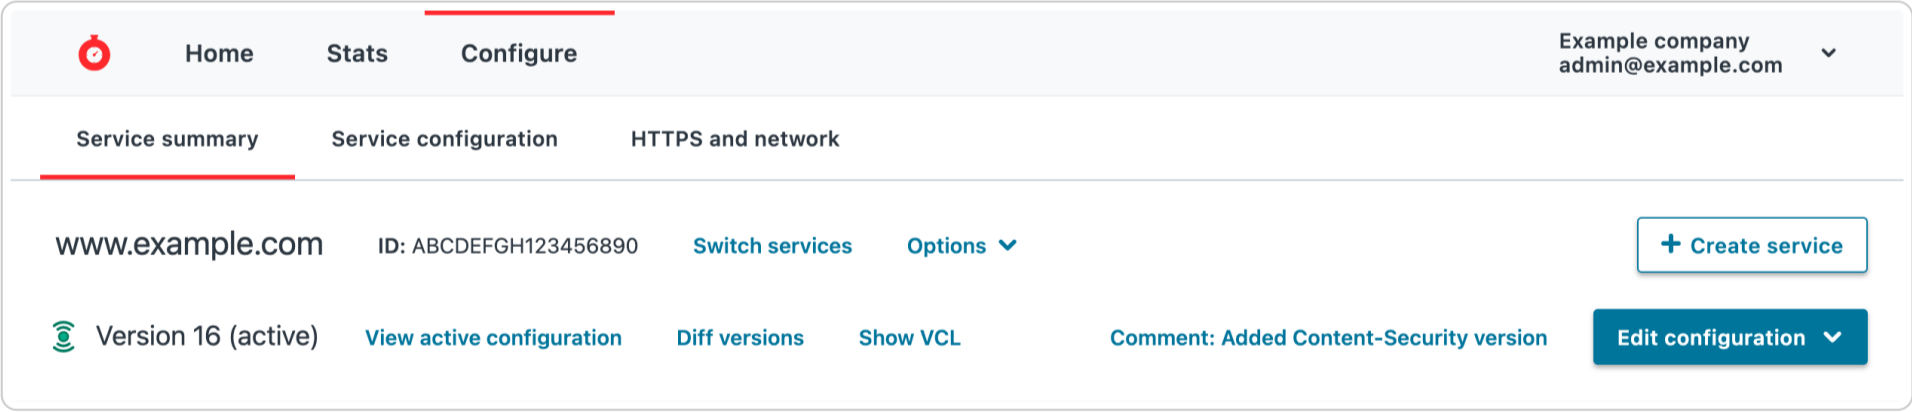 Home Stats Configure Example company
admin@example.com
Service summary Service configuration HTTPS and network
www.example.com ID: ABCDEFGH123456890 Switch services Options + Create service
Version 16 (active) View active configuration Diff versions Show VCL Comment: Added Content-Security version Edit configuration